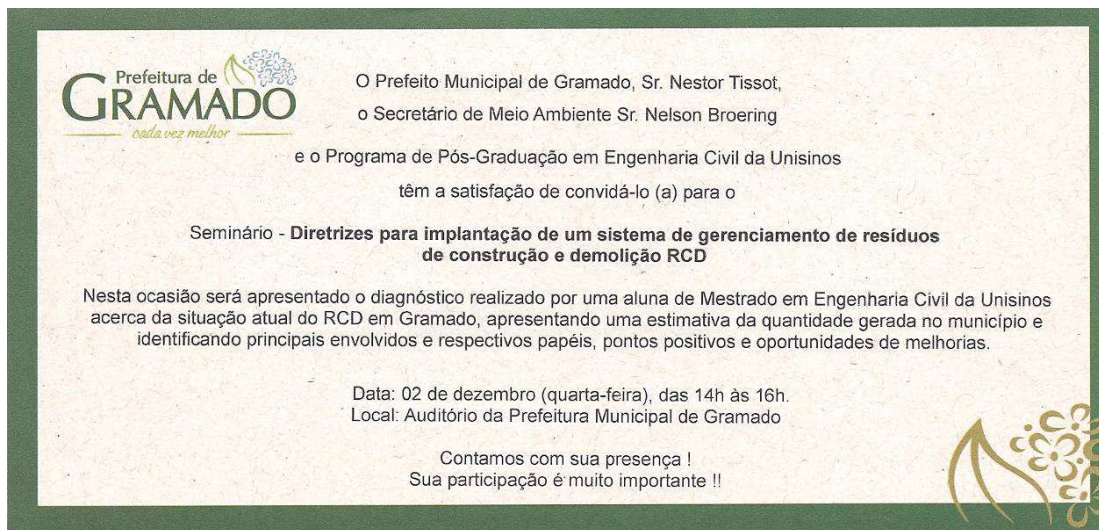 Prefeitura de
GRAMADO
cada vez melhor
O Prefeito Municipal de Gramado, Sr. Nestor Tissot,
o Secretário de Meio Ambiente Sr. Nelson Broering
e o Programa de Pós-Graduação em Engenharia Civil da Unisinos
têm a satisfação de convidá-lo (a) para o
Seminário - Diretrizes para implantação de um sistema de gerenciamento de resíduos
de construção e demolição RCD
Nesta ocasião será apresentado o diagnóstico realizado por uma aluna de Mestrado em Engenharia Civil da Unisinos
acerca da situação atual do RCD em Gramado, apresentando uma estimativa da quantidade gerada no município e
identificando principais envolvidos e respectivos papéis, pontos positivos e oportunidades de melhorias.
Data: 02 de dezembro (quarta-feira), das 14h às 16h.
Local: Auditório da Prefeitura Municipal de Gramado
Contamos com sua presença !
Sua participação é muito importante !!